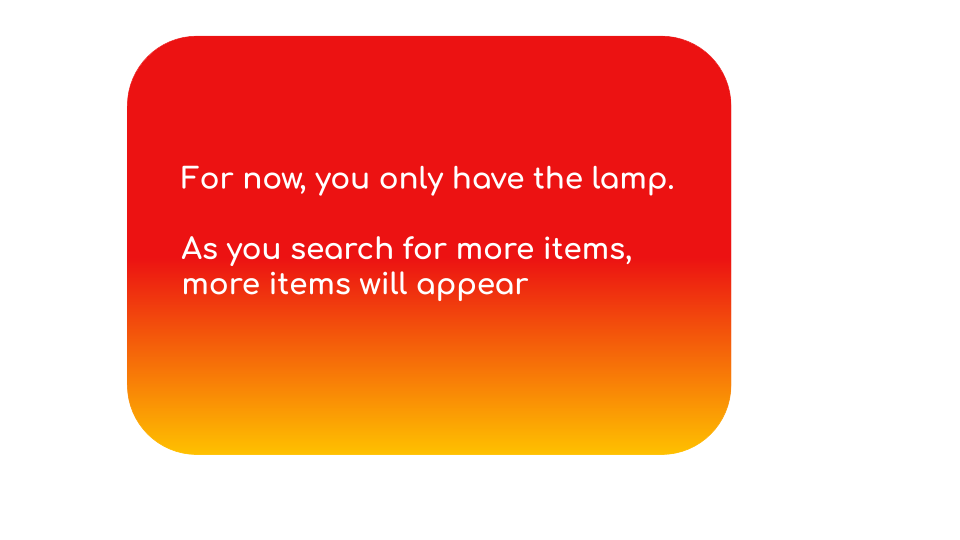 For now, you only have the lamp.
As you search for more items,
more items will appear